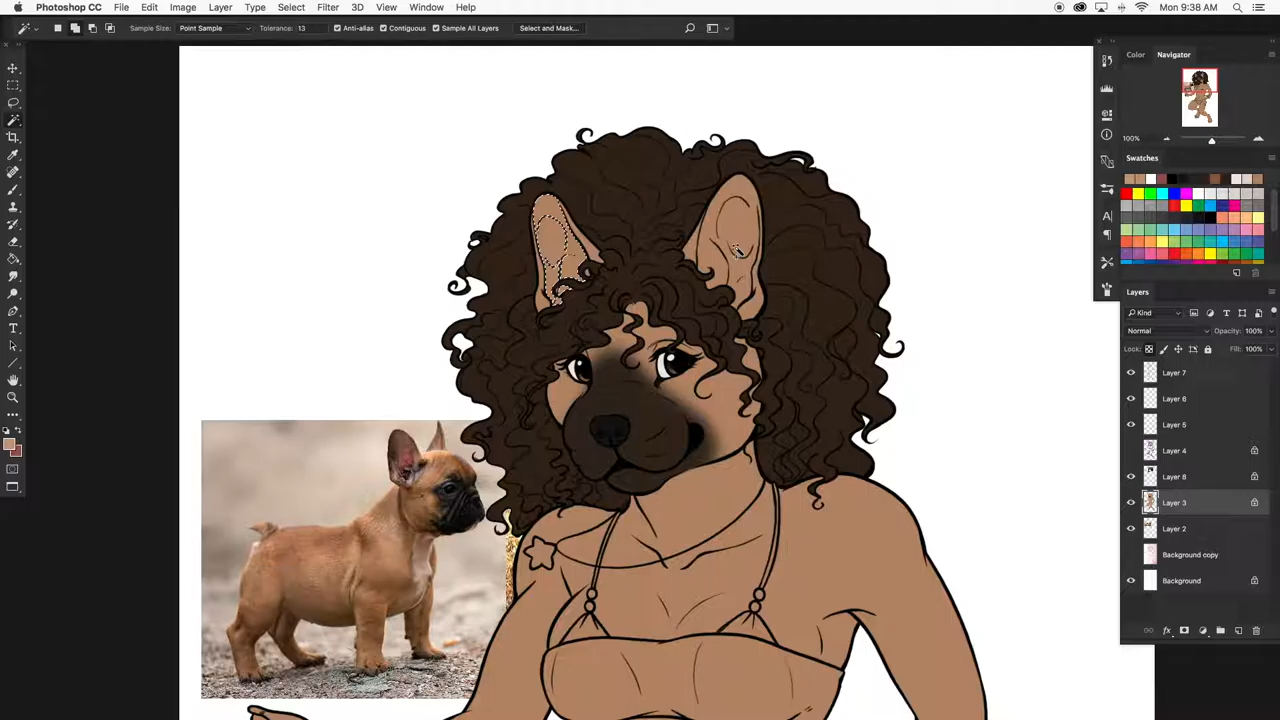 Photoshop CC File Edit Image Layer Type Select Filter 3D View Window Help Mon 9:38 AM
Sample Size: Point Sample Tolerance: 13 Anti-alias Contiguous Sample All Layers Select and Mask...
Color Navigator
100%
Swatches
Layers
Kind
Normal Opacity: 100%
Lock: Fill: 100%
Layer 7
Layer 6
Layer 5
Layer 4
Layer 8
Layer 3
Layer 2
Background copy
Background